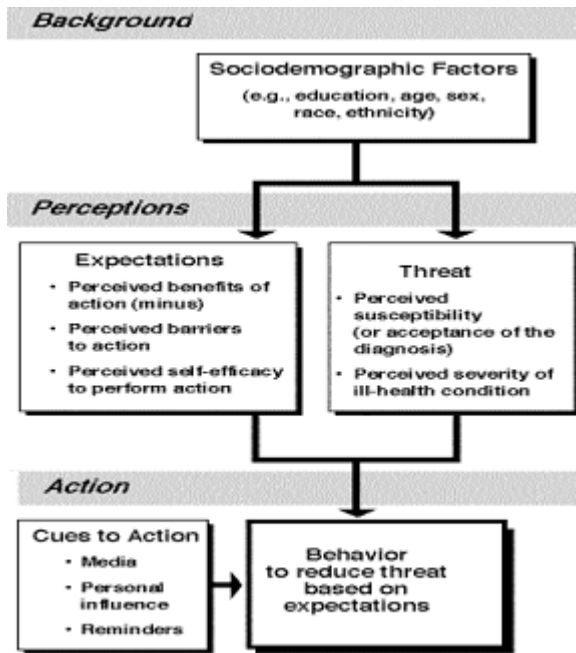 Background
Sociodemographic Factors
(e.g., education, age, sex,
race, ethnicity)
Perceptions
Expectations
• Perceived benefits of
action (minus)
• Perceived barriers
to action
• Perceived self-efficacy
to perform action
Threat
• Perceived
susceptibility
(or acceptance of the
diagnosis)
• Perceived severity of
ill-health condition
Action
Cues to Action
• Media
• Personal
influence
• Reminders
Behavior
to reduce threat
based on
expectations